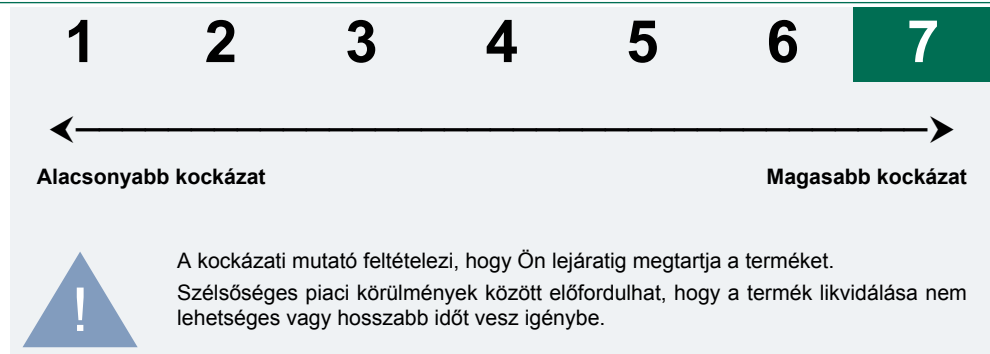 1 2 3 4 5 6 7
Alacsonyabb kockázat Magasabb kockázat
A kockázati mutató feltételezi, hogy Ön lejáratig megtartja a terméket.
Szélsőséges piaci körülmények között előfordulhat, hogy a termék likvidálása nem
lehetséges vagy hosszabb időt vesz igénybe.
!